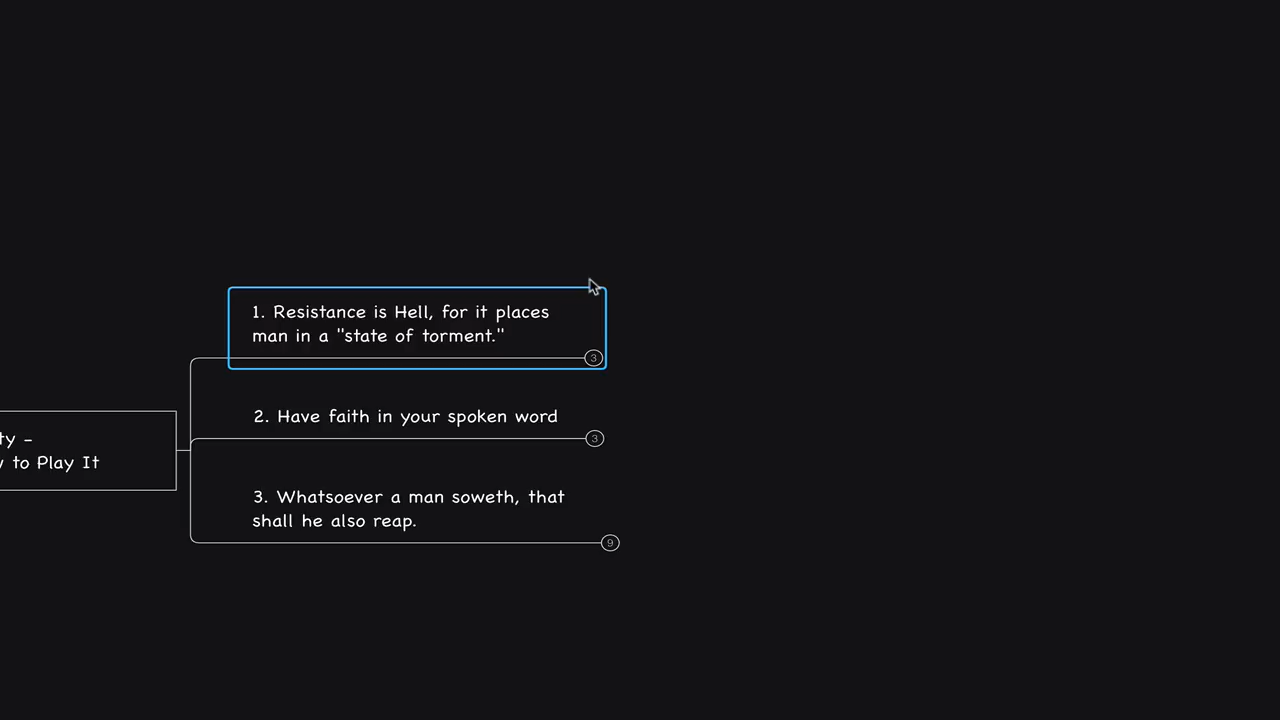 1. Resistance is Hell, for it places
man in a "state of torment."
3
2. Have faith in your spoken word
3
ty –
to Play It
3. Whatsoever a man soweth, that
shall he also reap.
9